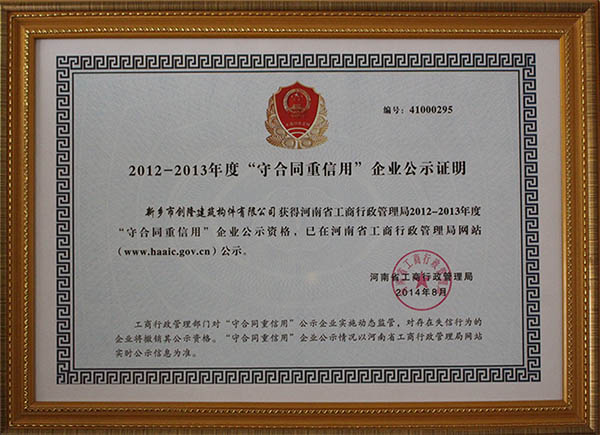 编号：41000295
2012-2013年度“守合同重信用”企业公示证明
新乡市创隆建筑构件有限公司获得河南省工商行政管理局2012-2013年度
“守合同重信用”企业公示资格，已在河南省工商行政管理局网站
（www.haaic.gov.cn）公示。
河南省工商行政管理局
2014年8月
工商行政管理部门对“守合同重信用”公示企业实施动态监管，对存在失信行为的
企业将撤销其公示资格。“守合同重信用”企业公示情况以河南省工商行政管理局网站
实时公示信息为准。